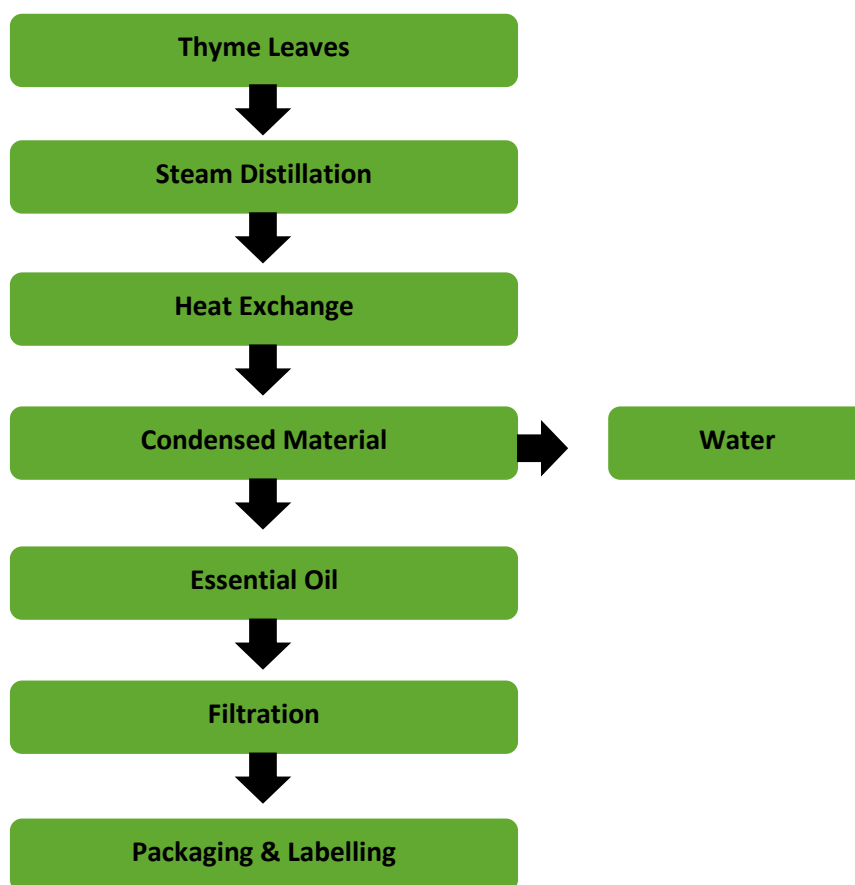 Thyme Leaves
Steam Distillation
Heat Exchange
Condensed Material
Water
Essential Oil
Filtration
Packaging & Labelling